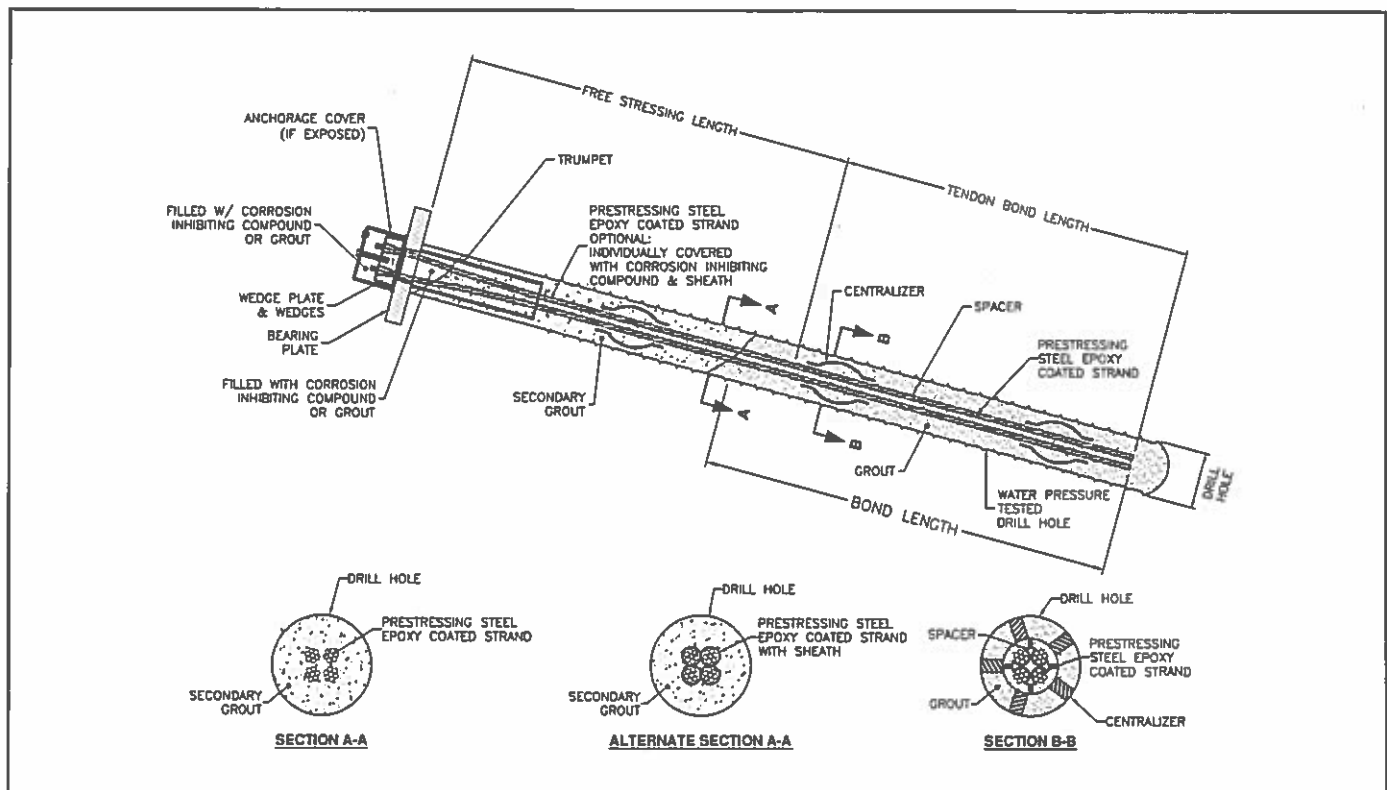 FREE STRESSING LENGTH
ANCHORAGE COVER
(IF EXPOSED)
TRUMPET
TENDON BOND LENGTH
FILLED W/ CORROSION
INHIBITING COMPOUND
OR GROUT
PRESTRESSING STEEL
EPOXY COATED STRAND
OPTIONAL:
INDIVIDUALLY COVERED
WITH CORROSION INHIBITING
COMPOUND & SHEATH
A
CENTRALIZER
SPACER
B
WEDGE PLATE
& WEDGES
PRESTRESSING
STEEL EPOXY
COATED STRAND
BEARING
PLATE
FILLED WITH CORROSION
INHIBITING COMPOUND
OR GROUT
SECONDARY
GROUT
A
B
GROUT
DRILL
HOLE
WATER PRESSURE
TESTED
DRILL HOLE
BOND LENGTH
DRILL HOLE
PRESTRESSING STEEL
EPOXY COATED STRAND
SECONDARY
GROUT
SECTION A-A
DRILL HOLE
PRESTRESSING STEEL
EPOXY COATED STRAND
WITH SHEATH
SECONDARY
GROUT
ALTERNATE SECTION A-A
DRILL HOLE
SPACER
PRESTRESSING
STEEL EPOXY
COATED STRAND
GROUT
CENTRALIZER
SECTION B-B